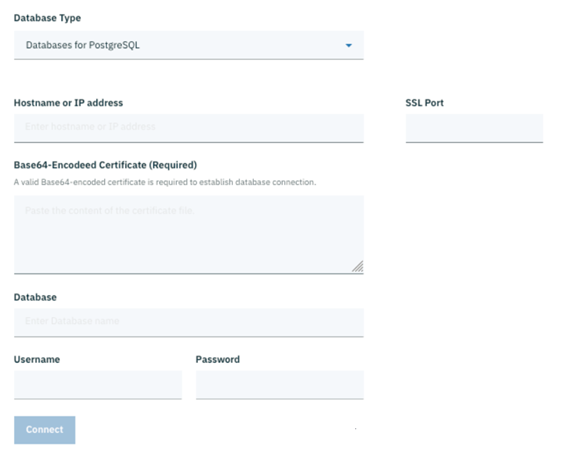 Database Type
Databases for PostgreSQL
Hostname or IP address
SSL Port
Enter hostname or IP address
Base64-Encodeed Certificate (Required)
A valid Base64-encoded certificate is required to establish database connection.
Paste the content of the certificate file
Database
Enter Database name
Username
Password
Connect